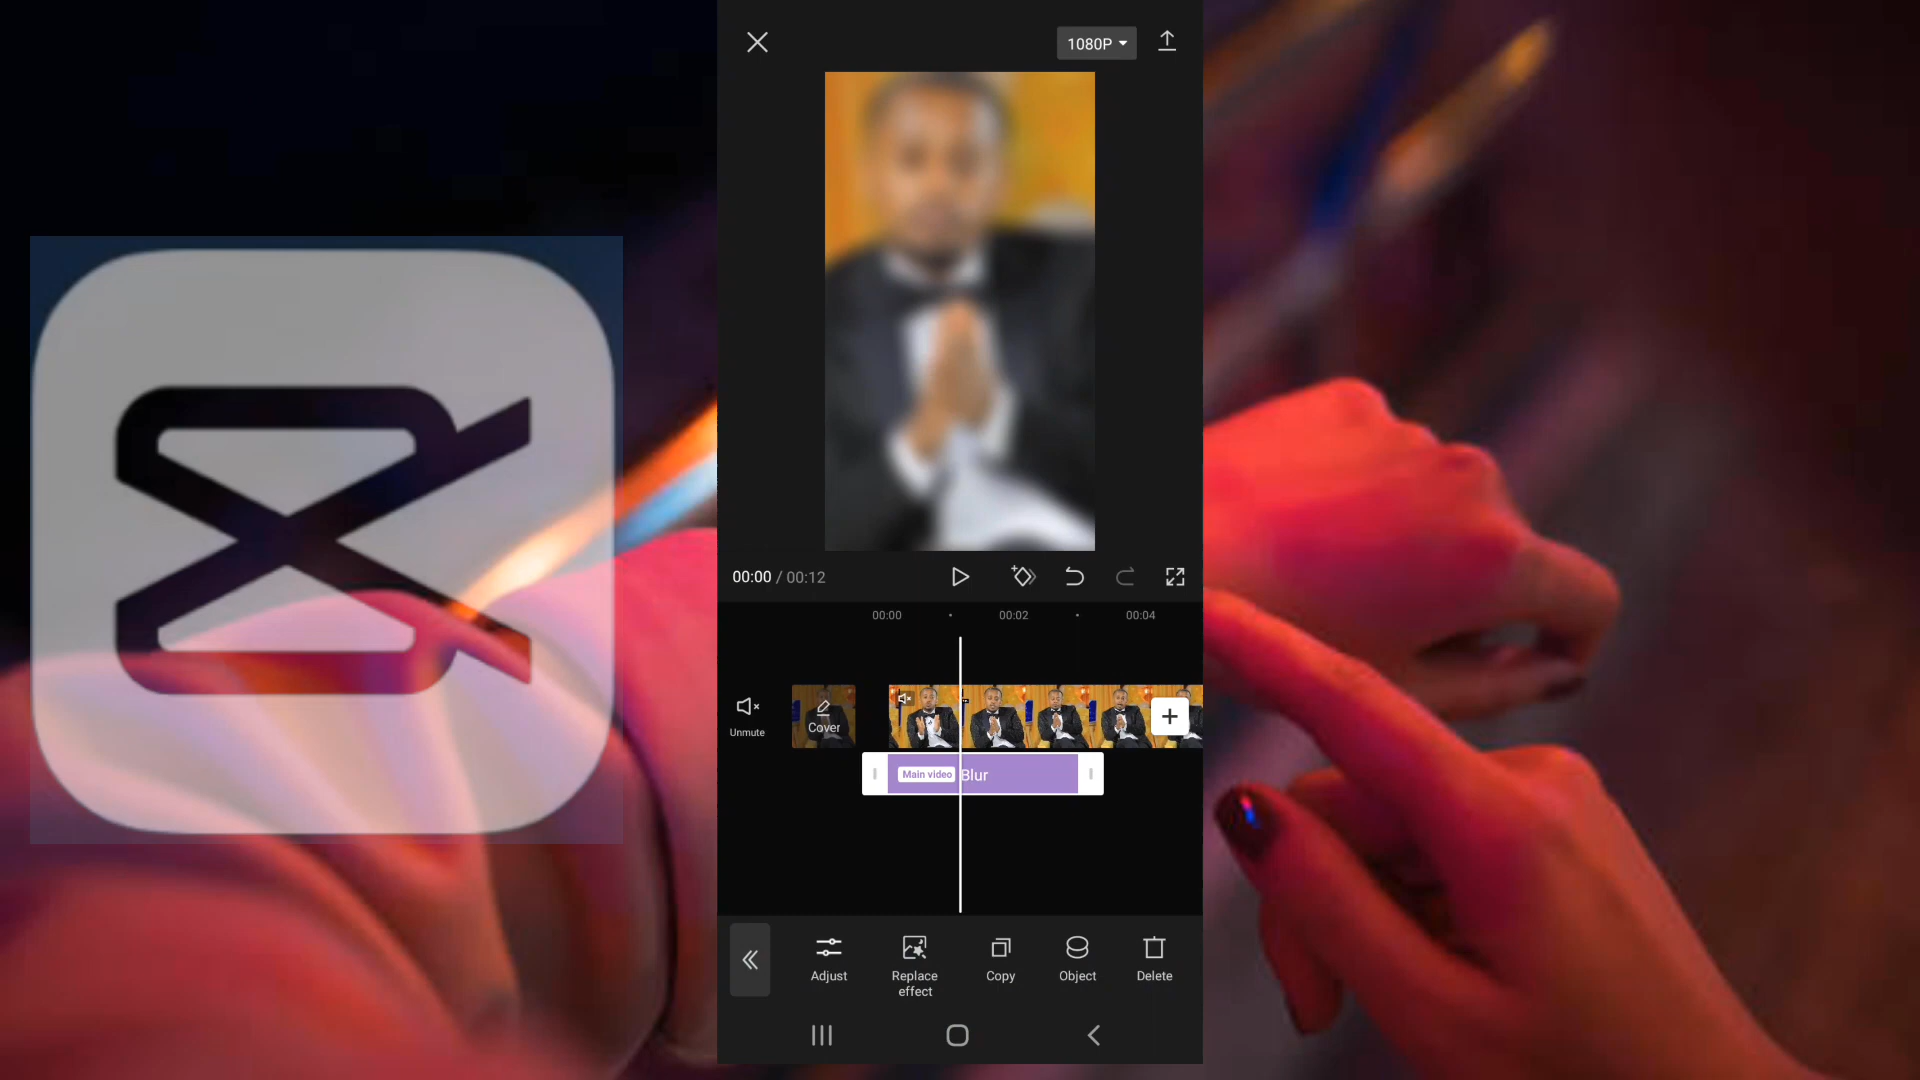 1080P
00:00 / 00:12
00:00
00:02
00:04
Unmute
Cover
Main video
Blur
Adjust
Replace
effect
Copy
Object
Delete